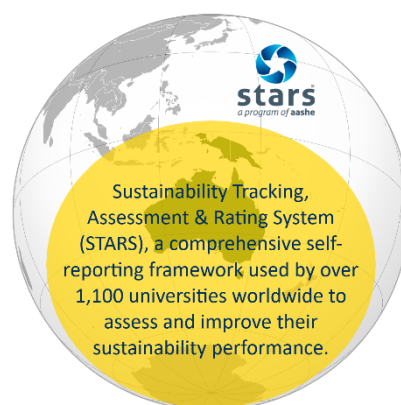 stars
a program of aashe
Sustainability Tracking,
Assessment & Rating System
(STARS), a comprehensive self-
reporting framework used by over
1,100 universities worldwide to
assess and improve their
sustainability performance.